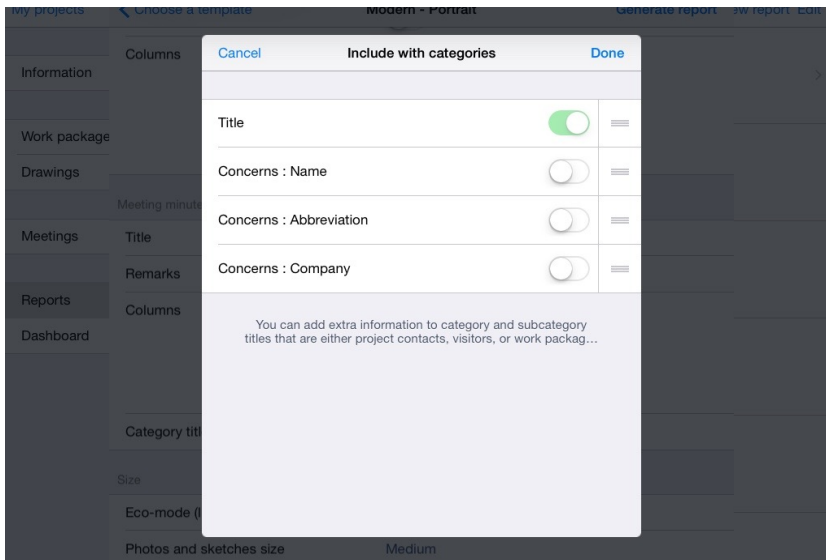 My projects
Choose a template
Modern - Portrait
Generate report
Edit
Cancel
Include with categories
Done
Columns
Information
Title
Work package
Concerns : Name
Drawings
Meeting minute
Concerns : Abbreviation
Meetings
Title
Remarks
Concerns : Company
Reports
Columns
You can add extra information to category and subcategory
titles that are either project contacts, visitors, or work packag...
Dashboard
Category titl
Size
Eco-mode (l
Photos and sketches size
Medium